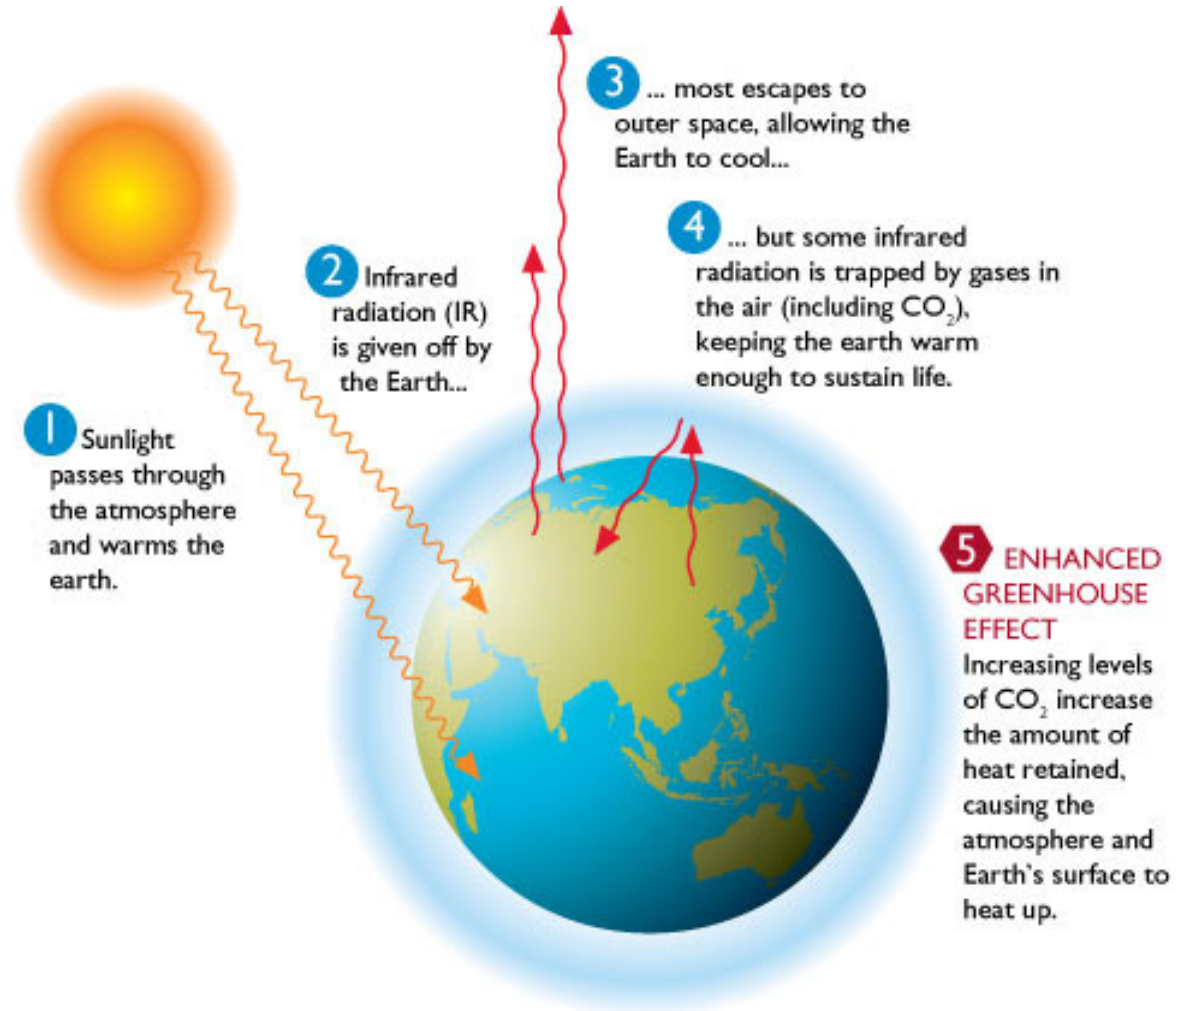 1 Sunlight
passes through
the atmosphere
and warms the
earth.
2 Infrared
radiation (IR)
is given off by
the Earth...
3 ... most escapes to
outer space, allowing the
Earth to cool...
4 ... but some infrared
radiation is trapped by gases in
the air (including CO₂),
keeping the earth warm
enough to sustain life.
5 ENHANCED
GREENHOUSE
EFFECT
Increasing levels
of CO₂ increase
the amount of
heat retained,
causing the
atmosphere and
Earth's surface to
heat up.